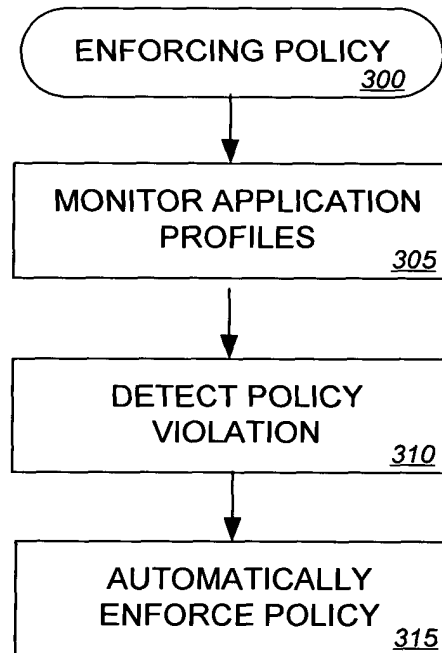 ENFORCING POLICY
300
MONITOR APPLICATION
PROFILES
305
DETECT POLICY
VIOLATION
310
AUTOMATICALLY
ENFORCE POLICY
315